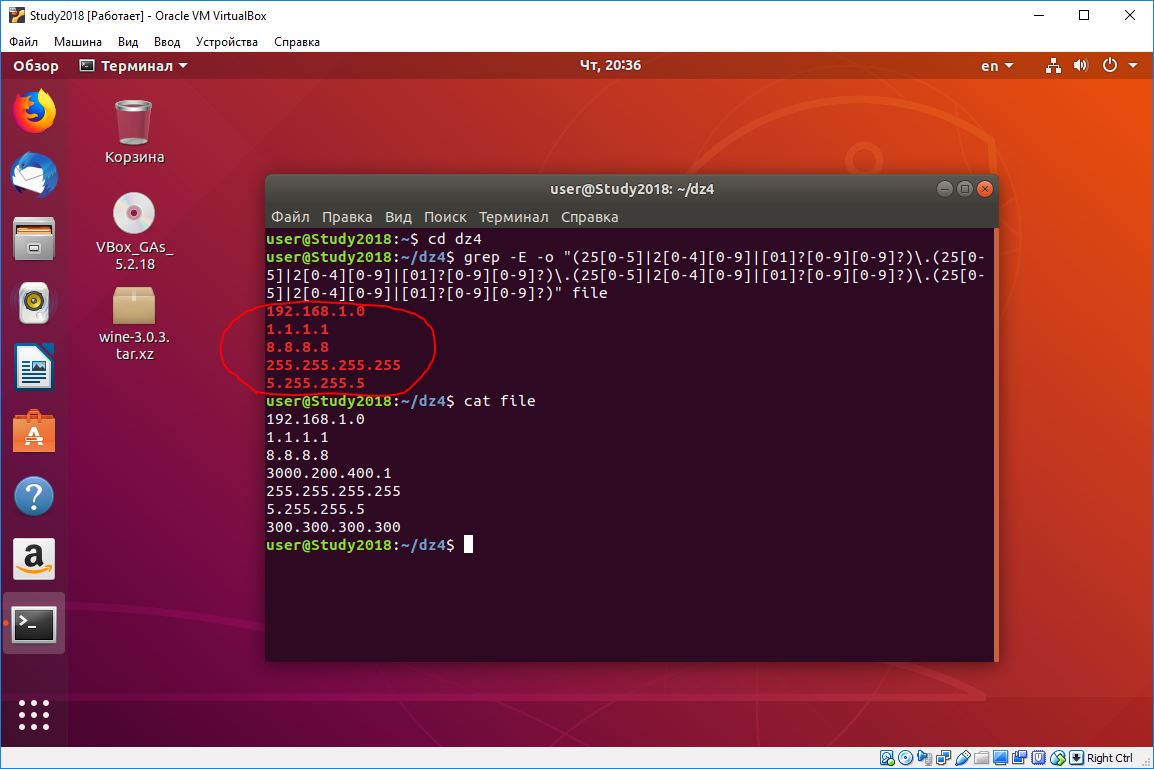 Study2018 [Работает] - Oracle VM VirtualBox
Файл Машина Вид Ввод Устройства Справка
Обзор Терминал Чт, 20:36 en
Корзина
VBox_GAs_
5.2.18
wine-3.0.3.
tar.xz
user@Study2018: ~/dz4
Файл Правка Вид Поиск Терминал Справка
user@Study2018:~$ cd dz4
user@Study2018:~/dz4$ grep -E -o "(25[0-5]|2[0-4][0-9]|[01]?[0-9][0-9]?)\.(25[0-
5]|2[0-4][0-9]|[01]?[0-9][0-9]?)\.(25[0-5]|2[0-4][0-9]|[01]?[0-9][0-9]?)\.(25[0-
5]|2[0-4][0-9]|[01]?[0-9][0-9]?)" file
192.168.1.0
1.1.1.1
8.8.8.8
255.255.255.255
5.255.255.5
user@Study2018:~/dz4$ cat file
192.168.1.0
1.1.1.1
8.8.8.8
3000.200.400.1
255.255.255.255
5.255.255.5
300.300.300.300
user@Study2018:~/dz4$
Right Ctrl